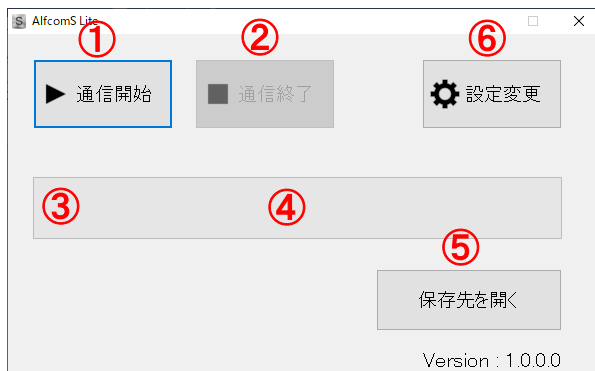 AlfcomS Lite
① ② ⑥
通信開始 通信終了 設定変更
③ ④
⑤
保存先を開く
Version : 1.0.0.0